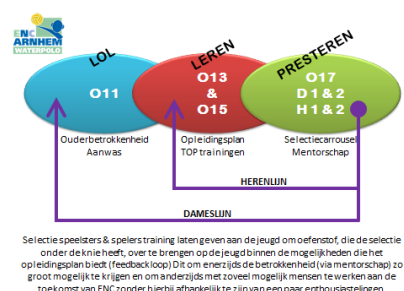 ENC
ARNHEM
WATERPOLO
LOL
LEREN
PRESTEREN
O11
O13
&
O15
O17
D1 & 2
H1 & 2
Ouderbetrokkenheid
Aanwas
Opleidingsplan
TOP trainingen
Selectiecarrousel
Mentorschap
HERENLIJN
DAMESLIJN
Selectie speelsters & spelers training laten geven aan de jeugd om oefenstof, die de selectie
onder de knie heeft, over te brengen op de jeugd binnen de mogelijkheden die het
opleidingsplan biedt (feedback loop) Dit om enerzijds de betrokkenheid (via mentorschap) zo
groot mogelijk te krijgen en om anderzijds met zoveel mogelijk mensen te werken aan de
toekomst van ENC zonder hierbij afhankelijk te zijn van een paar enthousiastelingen